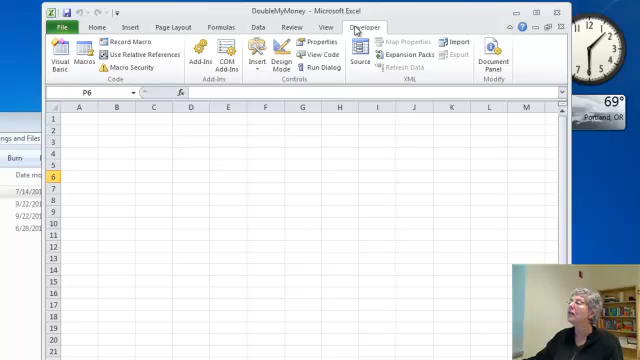 DoubleMyMoney - Microsoft Excel
File Home Insert Page Layout Formulas Data Review View Developer
Visual Basic
Macros
Record Macro
Use Relative References
Macro Security
Code
Add-Ins
COM Add-Ins
Add-Ins
Insert
Design Mode
Properties
View Code
Run Dialog
Controls
Source
Map Properties
Expansion Packs
Refresh Data
Import
Export
XML
Document Panel
Modify
P6
fx
A B C D E F G H I J K L M
1
2
3
4
5
6
7
8
9
10
11
12
13
14
15
16
17
18
19
20
21
ngs and Files
Burn
Date mo
7/14/201
9/22/201
9/22/201
6/28/201
69°
Portland, OR